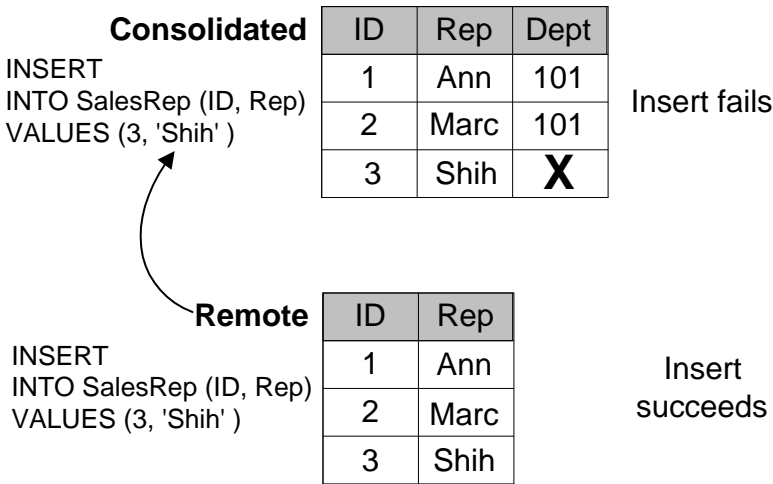 Consolidated
INSERT
INTO SalesRep (ID, Rep)
VALUES (3, 'Shih' )
ID Rep Dept
1 Ann 101
2 Marc 101
3 Shih X
Insert fails
Remote
INSERT
INTO SalesRep (ID, Rep)
VALUES (3, 'Shih' )
ID Rep
1 Ann
2 Marc
3 Shih
Insert
succeeds